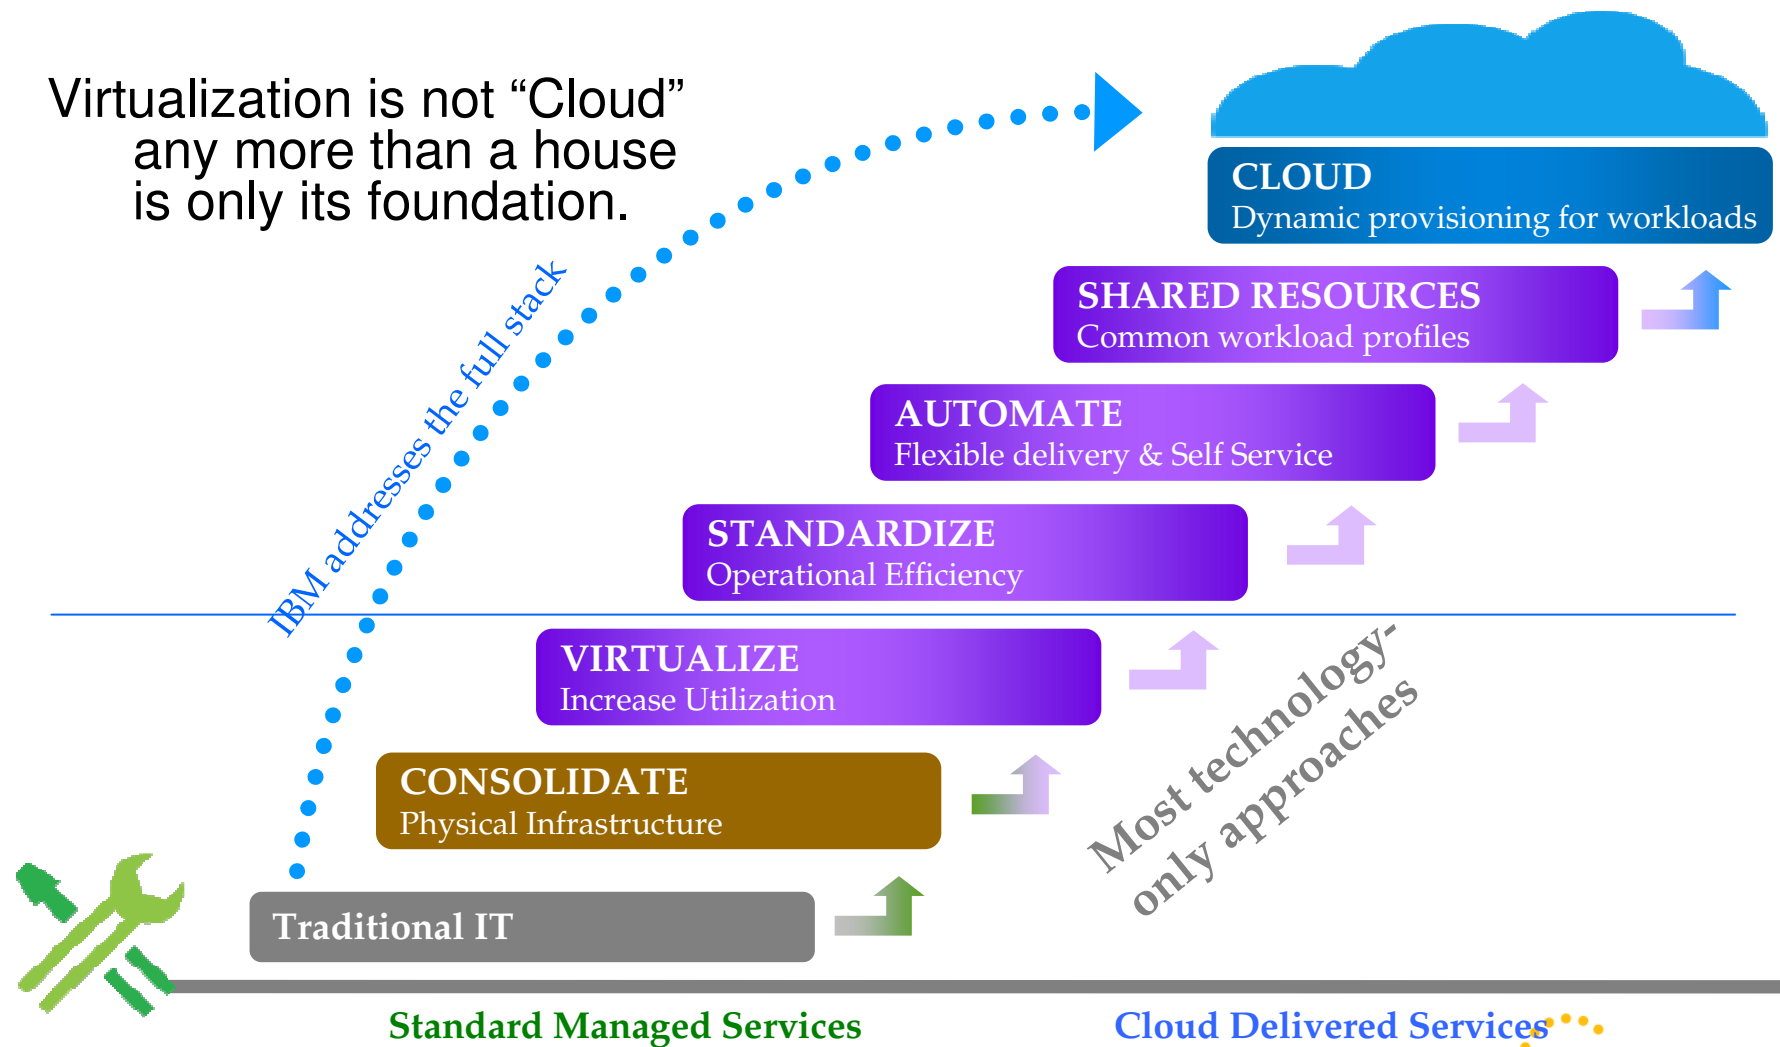 Virtualization is not “Cloud”
any more than a house
is only its foundation.
IBM addresses the full stack
CLOUD
Dynamic provisioning for workloads
SHARED RESOURCES
Common workload profiles
AUTOMATE
Flexible delivery & Self Service
STANDARDIZE
Operational Efficiency
VIRTUALIZE
Increase Utilization
CONSOLIDATE
Physical Infrastructure
Traditional IT
Most technology-
only approaches
Standard Managed Services
Cloud Delivered Services